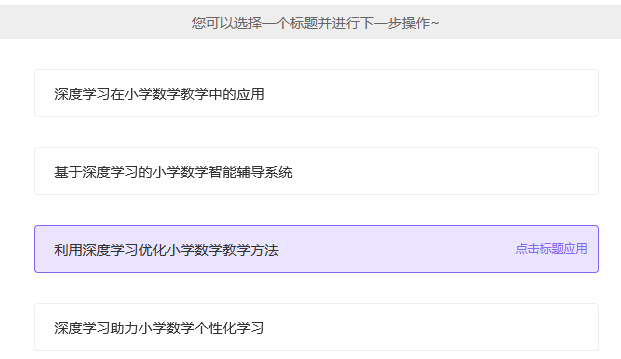 您可以选择一个标题并进行下一步操作~
深度学习在小学数学教学中的应用
基于深度学习的小学数学智能辅导系统
利用深度学习优化小学数学教学方法
点击标题应用
深度学习助力小学数学个性化学习